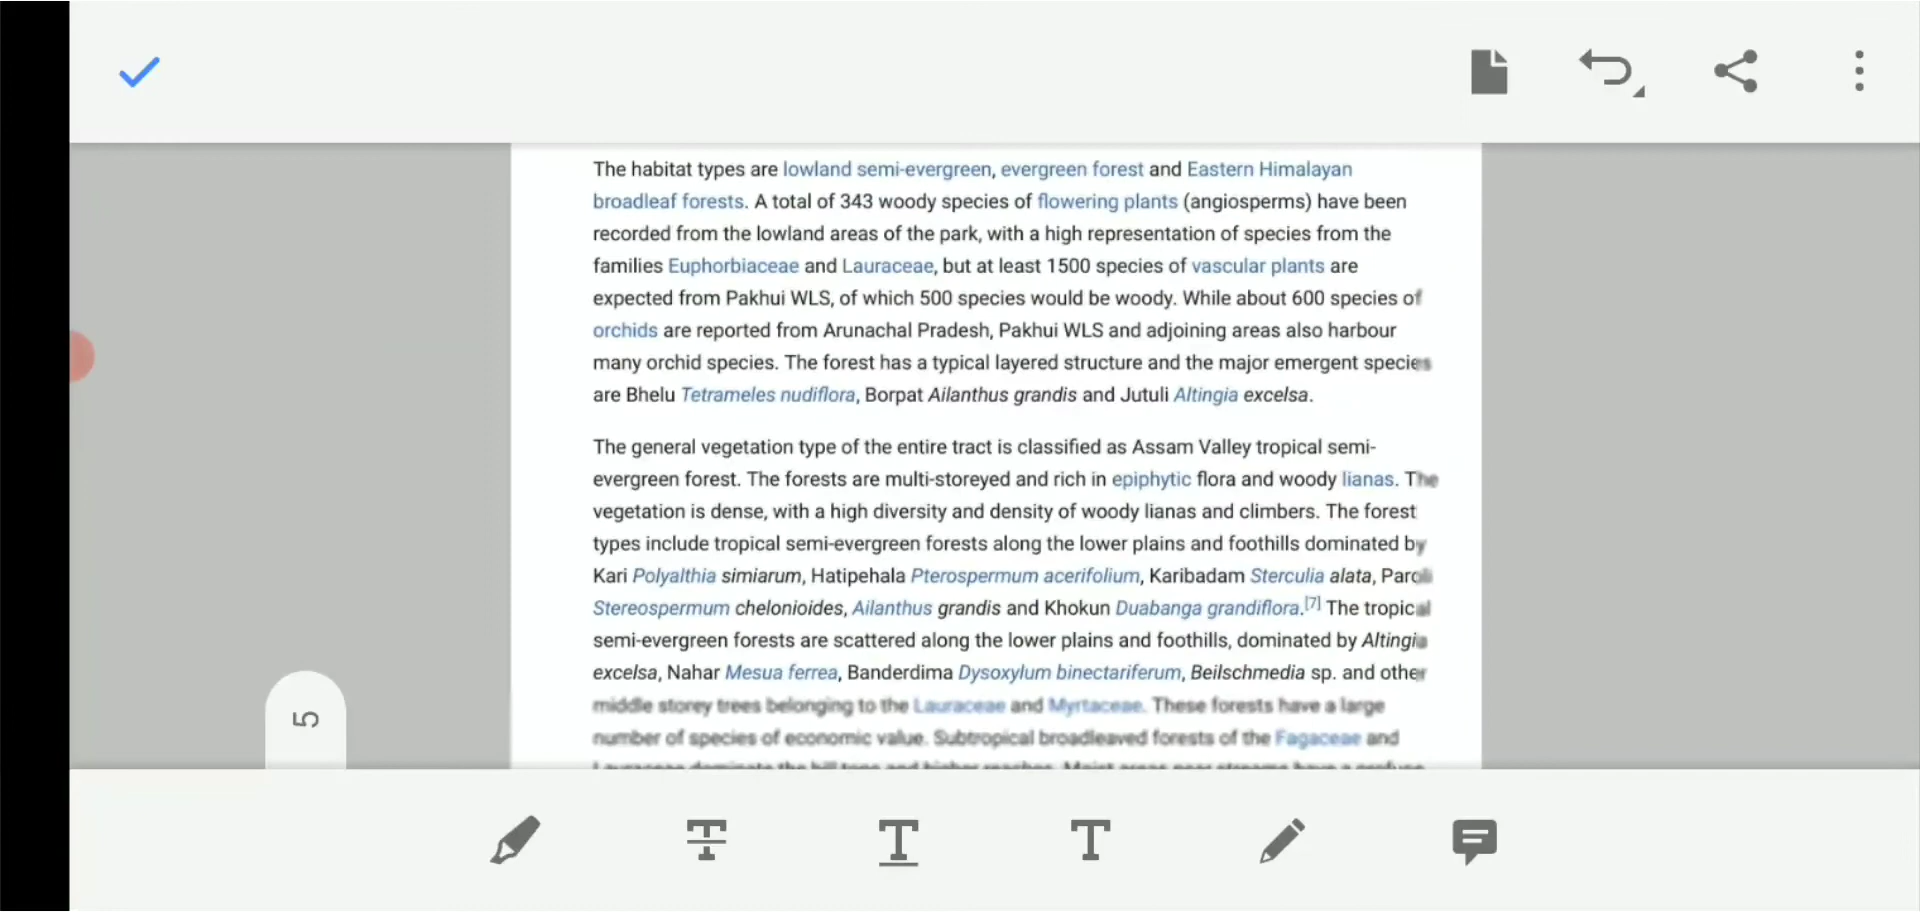 The habitat types are lowland semi-evergreen, evergreen forest and Eastern Himalayan
broadleaf forests. A total of 343 woody species of flowering plants (angiosperms) have been
recorded from the lowland areas of the park, with a high representation of species from the
families Euphorbiaceae and Lauraceae, but at least 1500 species of vascular plants are
expected from Pakhui WLS, of which 500 species would be woody. While about 600 species of
orchids are reported from Arunachal Pradesh, Pakhui WLS and adjoining areas also harbour
many orchid species. The forest has a typical layered structure and the major emergent species
are Bhelu Tetrameles nudiflora, Borpat Ailanthus grandis and Jutuli Altingia excelsa.
The general vegetation type of the entire tract is classified as Assam Valley tropical semi-
evergreen forest. The forests are multi-storeyed and rich in epiphytic flora and woody lianas. The
vegetation is dense, with a high diversity and density of woody lianas and climbers. The forest
types include tropical semi-evergreen forests along the lower plains and foothills dominated by
Kari Polyalthia simiarum, Hatipehala Pterospermum acerifolium, Karibadam Sterculia alata, Paroli
Stereospermum chelonioides, Ailanthus grandis and Khokun Duabanga grandiflora.[7] The tropical
semi-evergreen forests are scattered along the lower plains and foothills, dominated by Altingia
excelsa, Nahar Mesua ferrea, Banderdima Dysoxylum binectariferum, Beilschmedia sp. and other
middle storey trees belonging to the Lauraceae and Myrtaceae. These forests have a large
number of species of economic value. Subtropical broadleaved forests of the Fagaceae and
5